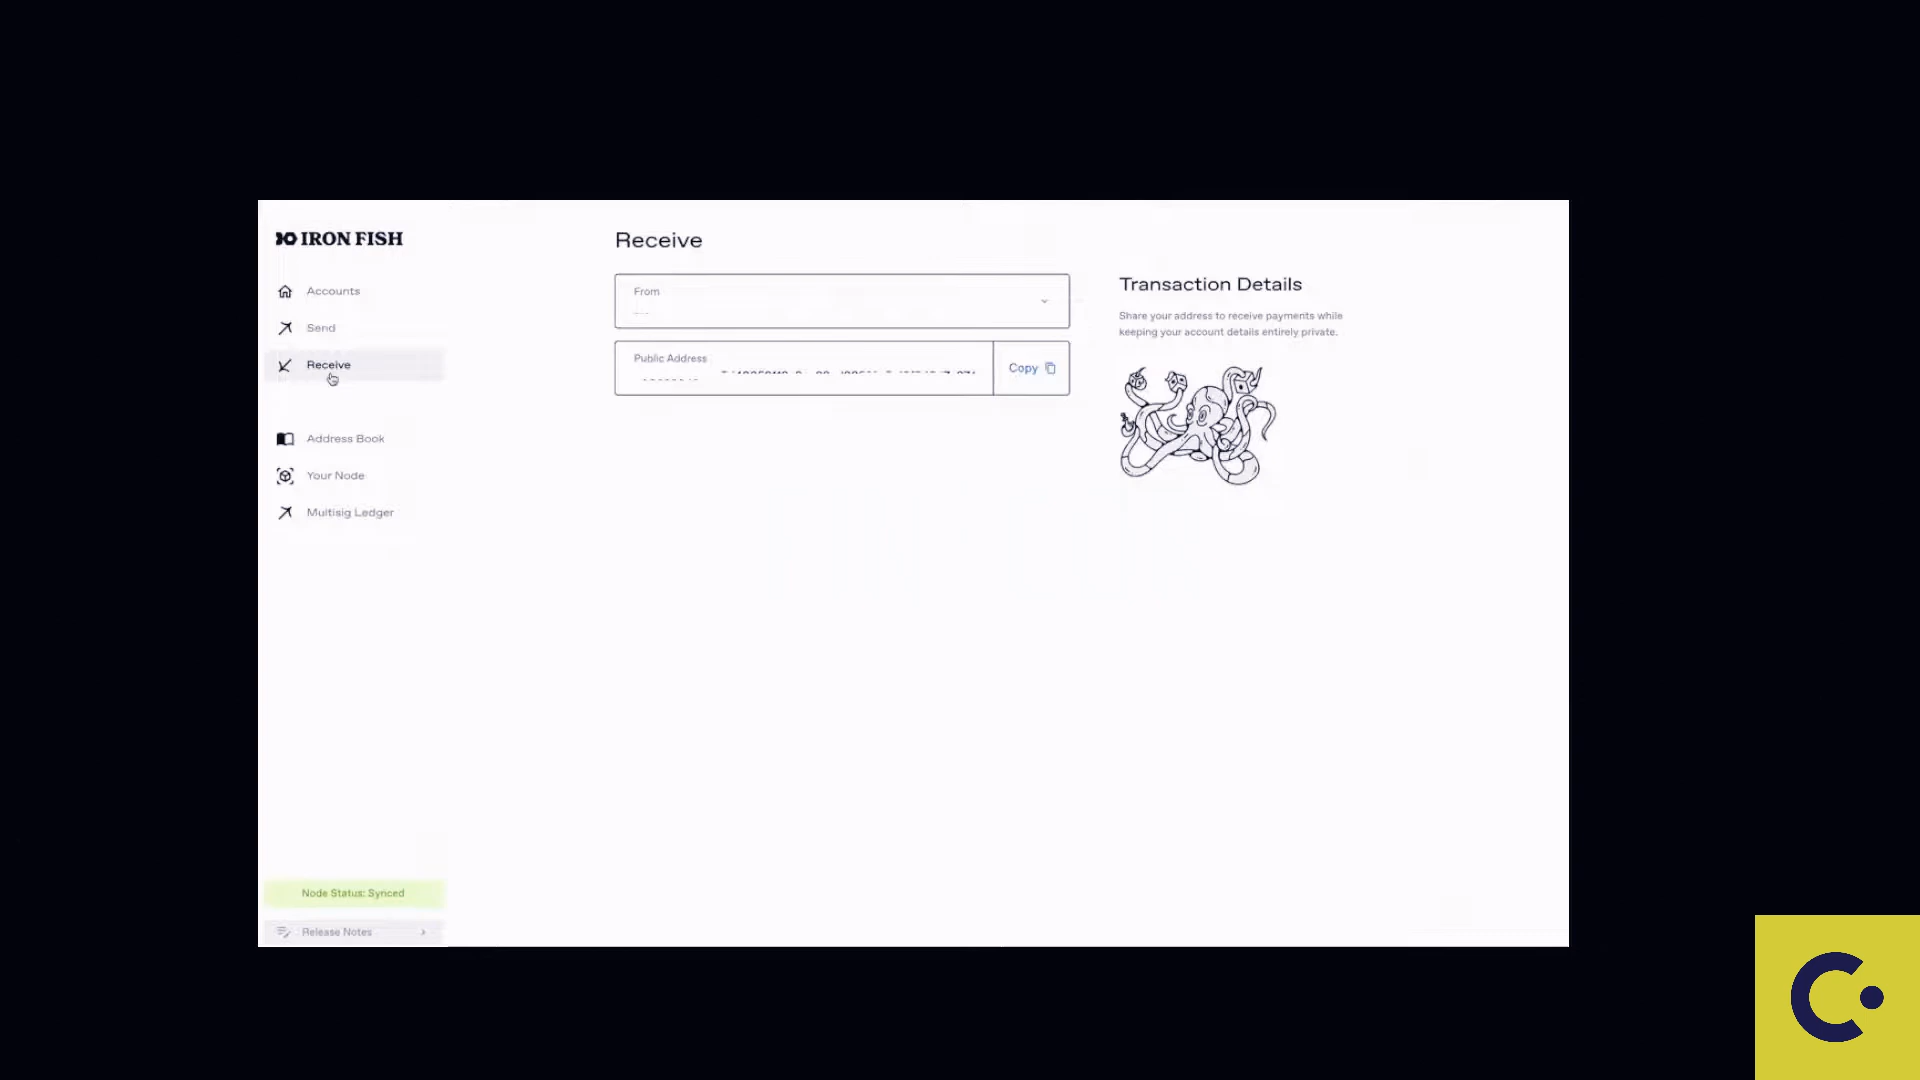 IRON FISH
Accounts
Send
Receive
Address Book
Your Node
Multisig Ledger
Node Status: Synced
Release Notes
Receive
From
Public Address
Copy
Transaction Details
Share your address to receive payments while
keeping your account details entirely private.